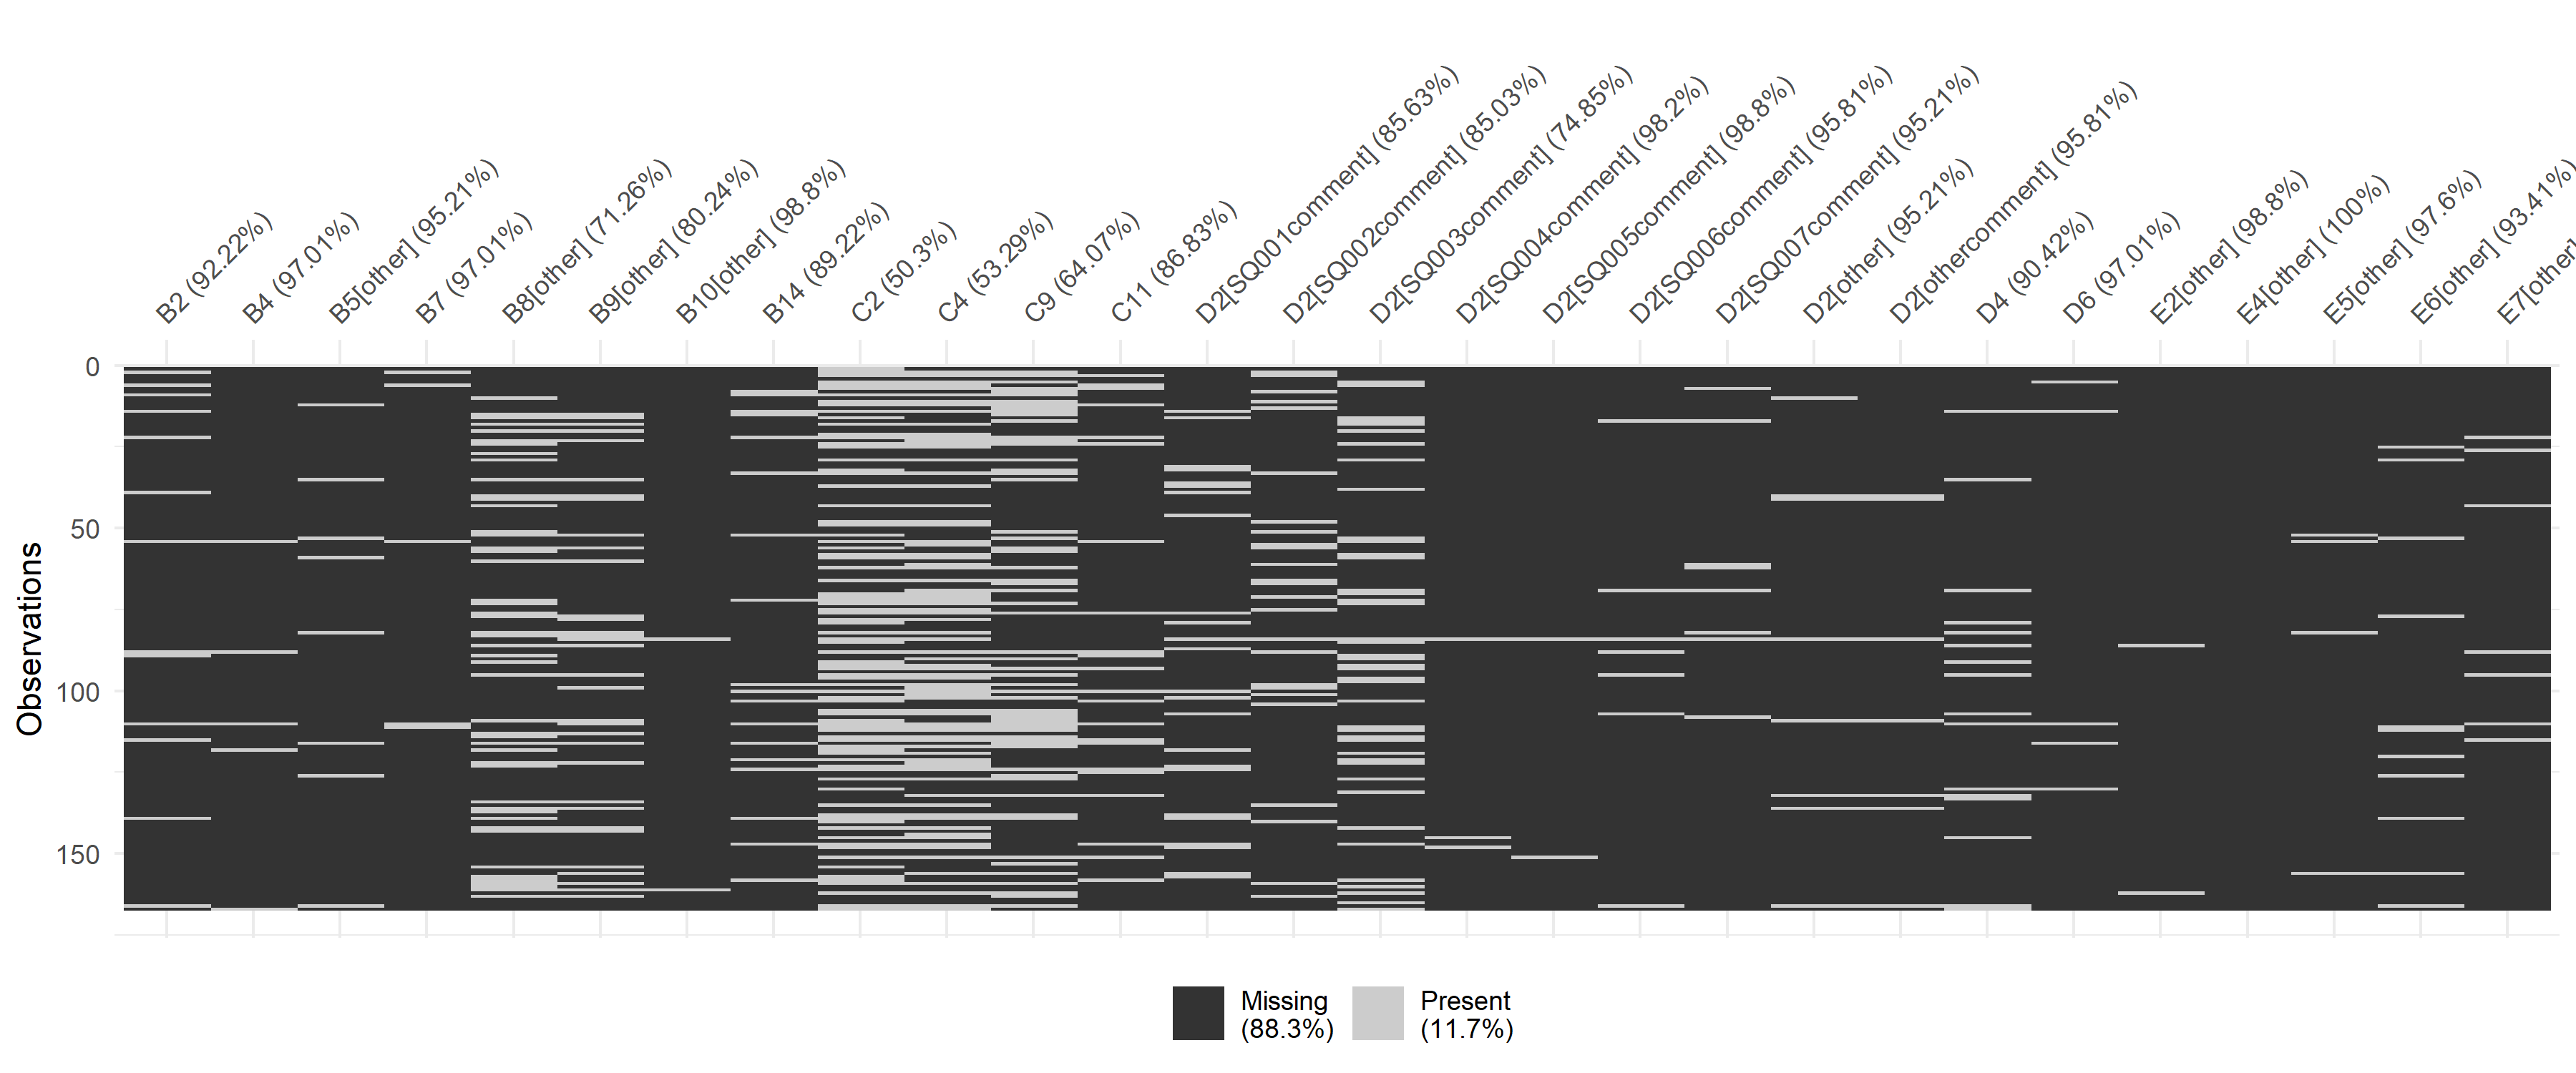 B2 (92.22%)
B4 (97.01%)
B5[other] (95.21%)
B7 (97.01%)
B8[other] (71.26%)
B9[other] (80.24%)
B10[other] (98.8%)
B14 (89.22%)
C2 (50.3%)
C4 (53.29%)
C9 (64.07%)
C11 (86.83%)
D2[SQ001comment] (85.63%)
D2[SQ002comment] (85.03%)
D2[SQ003comment] (74.85%)
D2[SQ004comment] (98.2%)
D2[SQ005comment] (98.8%)
D2[SQ006comment] (95.81%)
D2[SQ007comment] (95.21%)
D2[other] (95.21%)
D2[othercomment] (95.81%)
D4 (90.42%)
D6 (97.01%)
E2[other] (98.8%)
E4[other] (100%)
E5[other] (97.6%)
E6[other] (93.41%)
E7[other]
0
50
100
150
Observations
Missing
(88.3%)
Present
(11.7%)